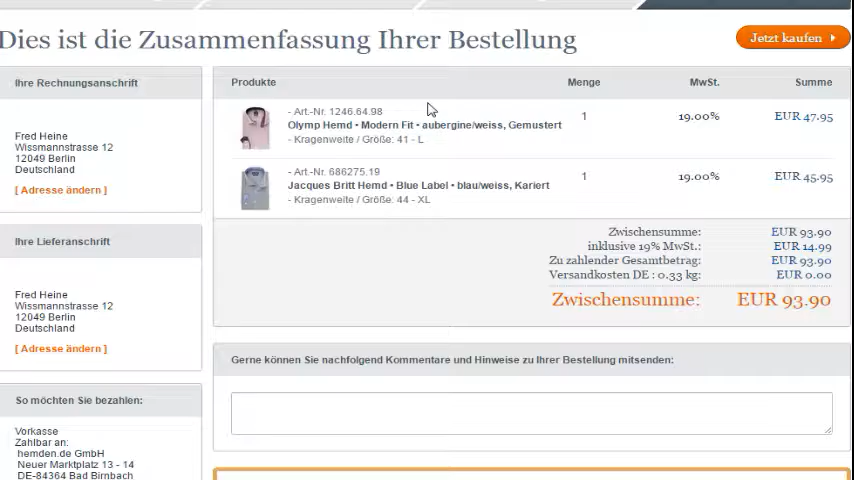 Dies ist die Zusammenfassung Ihrer Bestellung
Jetzt kaufen
Ihre Rechnungsanschrift
Fred Heine
Wissmannstrasse 12
12049 Berlin
Deutschland
[ Adresse ändern ]
Ihre Lieferanschrift
Fred Heine
Wissmannstrasse 12
12049 Berlin
Deutschland
[ Adresse ändern ]
So möchten Sie bezahlen:
Vorkasse
Zahlbar an:
hemden.de GmbH
Neuer Marktplatz 13 - 14
DE-84364 Bad Birnbach
Produkte Menge MwSt. Summe
- Art.-Nr. 1246.64.98
Olymp Hemd • Modern Fit • aubergine/weiss, Gemustert 1 19.00% EUR 47.95
- Kragenweite / Größe: 41 - L
- Art.-Nr. 686275.19
Jacques Britt Hemd • Blue Label • blau/weiss, Kariert 1 19.00% EUR 45.95
- Kragenweite / Größe: 44 - XL
Zwischensumme: EUR 93.90
inklusive 19% MwSt.: EUR 14.99
Zu zahlender Gesamtbetrag: EUR 93.90
Versandkosten DE : 0.33 kg: EUR 0.00
Zwischensumme: EUR 93.90
Gerne können Sie nachfolgend Kommentare und Hinweise zu Ihrer Bestellung mitsenden: